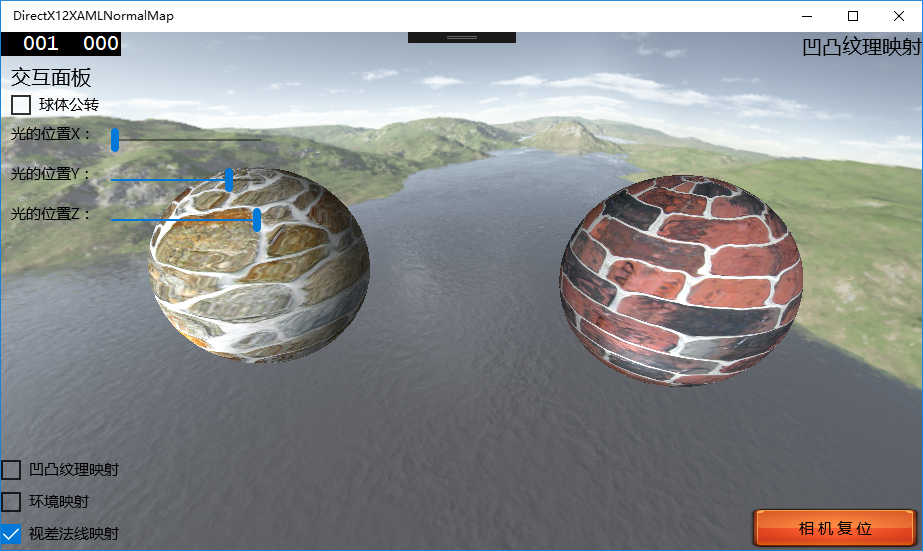 DirectX12XAMLNormalMap
001 000
凹凸纹理映射
交互面板
球体公转
光的位置X：
光的位置Y：
光的位置Z：
凹凸纹理映射
环境映射
视差法线映射
相机复位